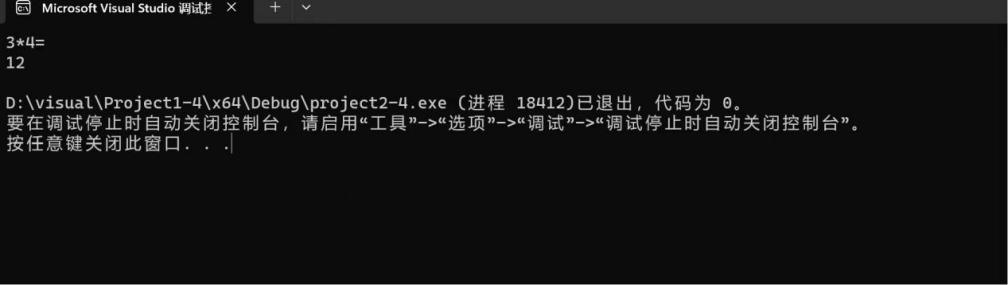 Microsoft Visual Studio 调试
3*4=
12
D:\visual\Project1-4\x64\Debug\project2-4.exe (进程 18412)已退出，代码为 0。
要在调试停止时自动关闭控制台，请启用“工具”->“选项”->“调试”->“调试停止时自动关闭控制台”。
按任意键关闭此窗口. . .